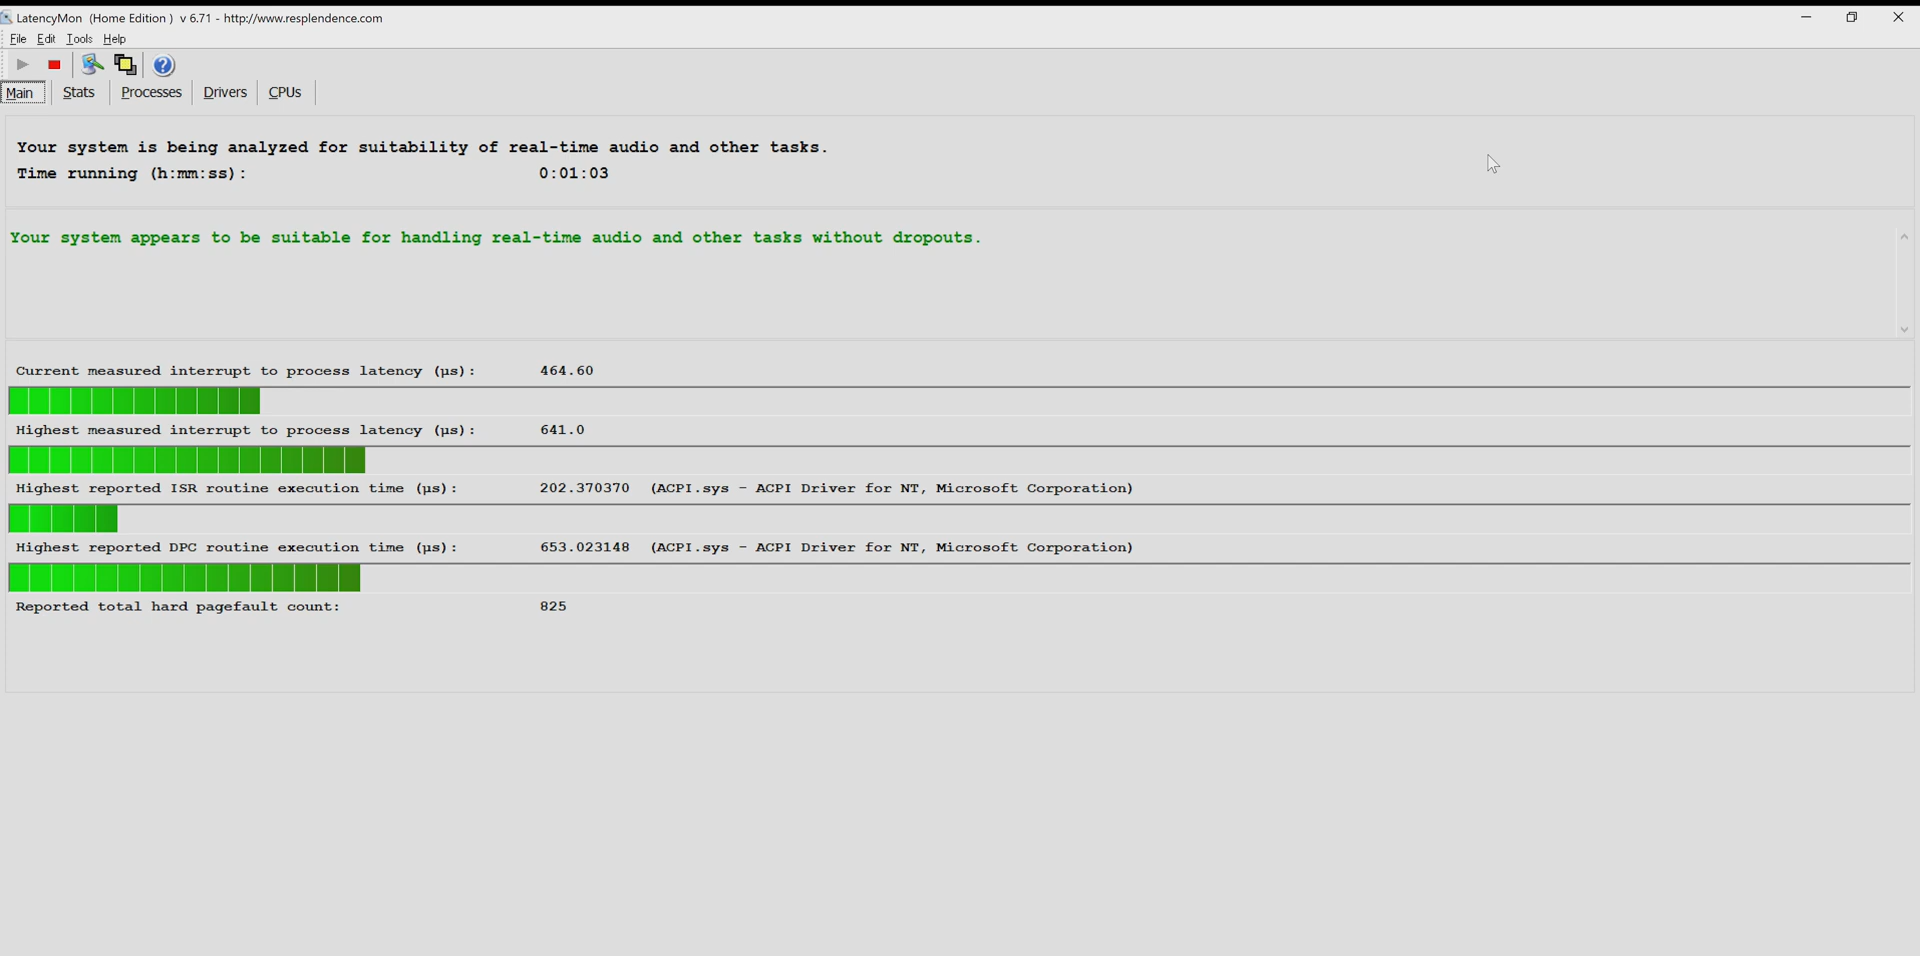 LatencyMon (Home Edition ) v 6.71 - http://www.resplendence.com
File Edit Tools Help
Main Stats Processes Drivers CPUs
Your system is being analyzed for suitability of real-time audio and other tasks.
Time running (h:mm:ss): 0:01:03
Your system appears to be suitable for handling real-time audio and other tasks without dropouts.
Current measured interrupt to process latency (µs): 464.60
Highest measured interrupt to process latency (µs): 641.0
Highest reported ISR routine execution time (µs): 202.370370 (ACPI.sys - ACPI Driver for NT, Microsoft Corporation)
Highest reported DPC routine execution time (µs): 653.023148 (ACPI.sys - ACPI Driver for NT, Microsoft Corporation)
Reported total hard pagefault count: 825